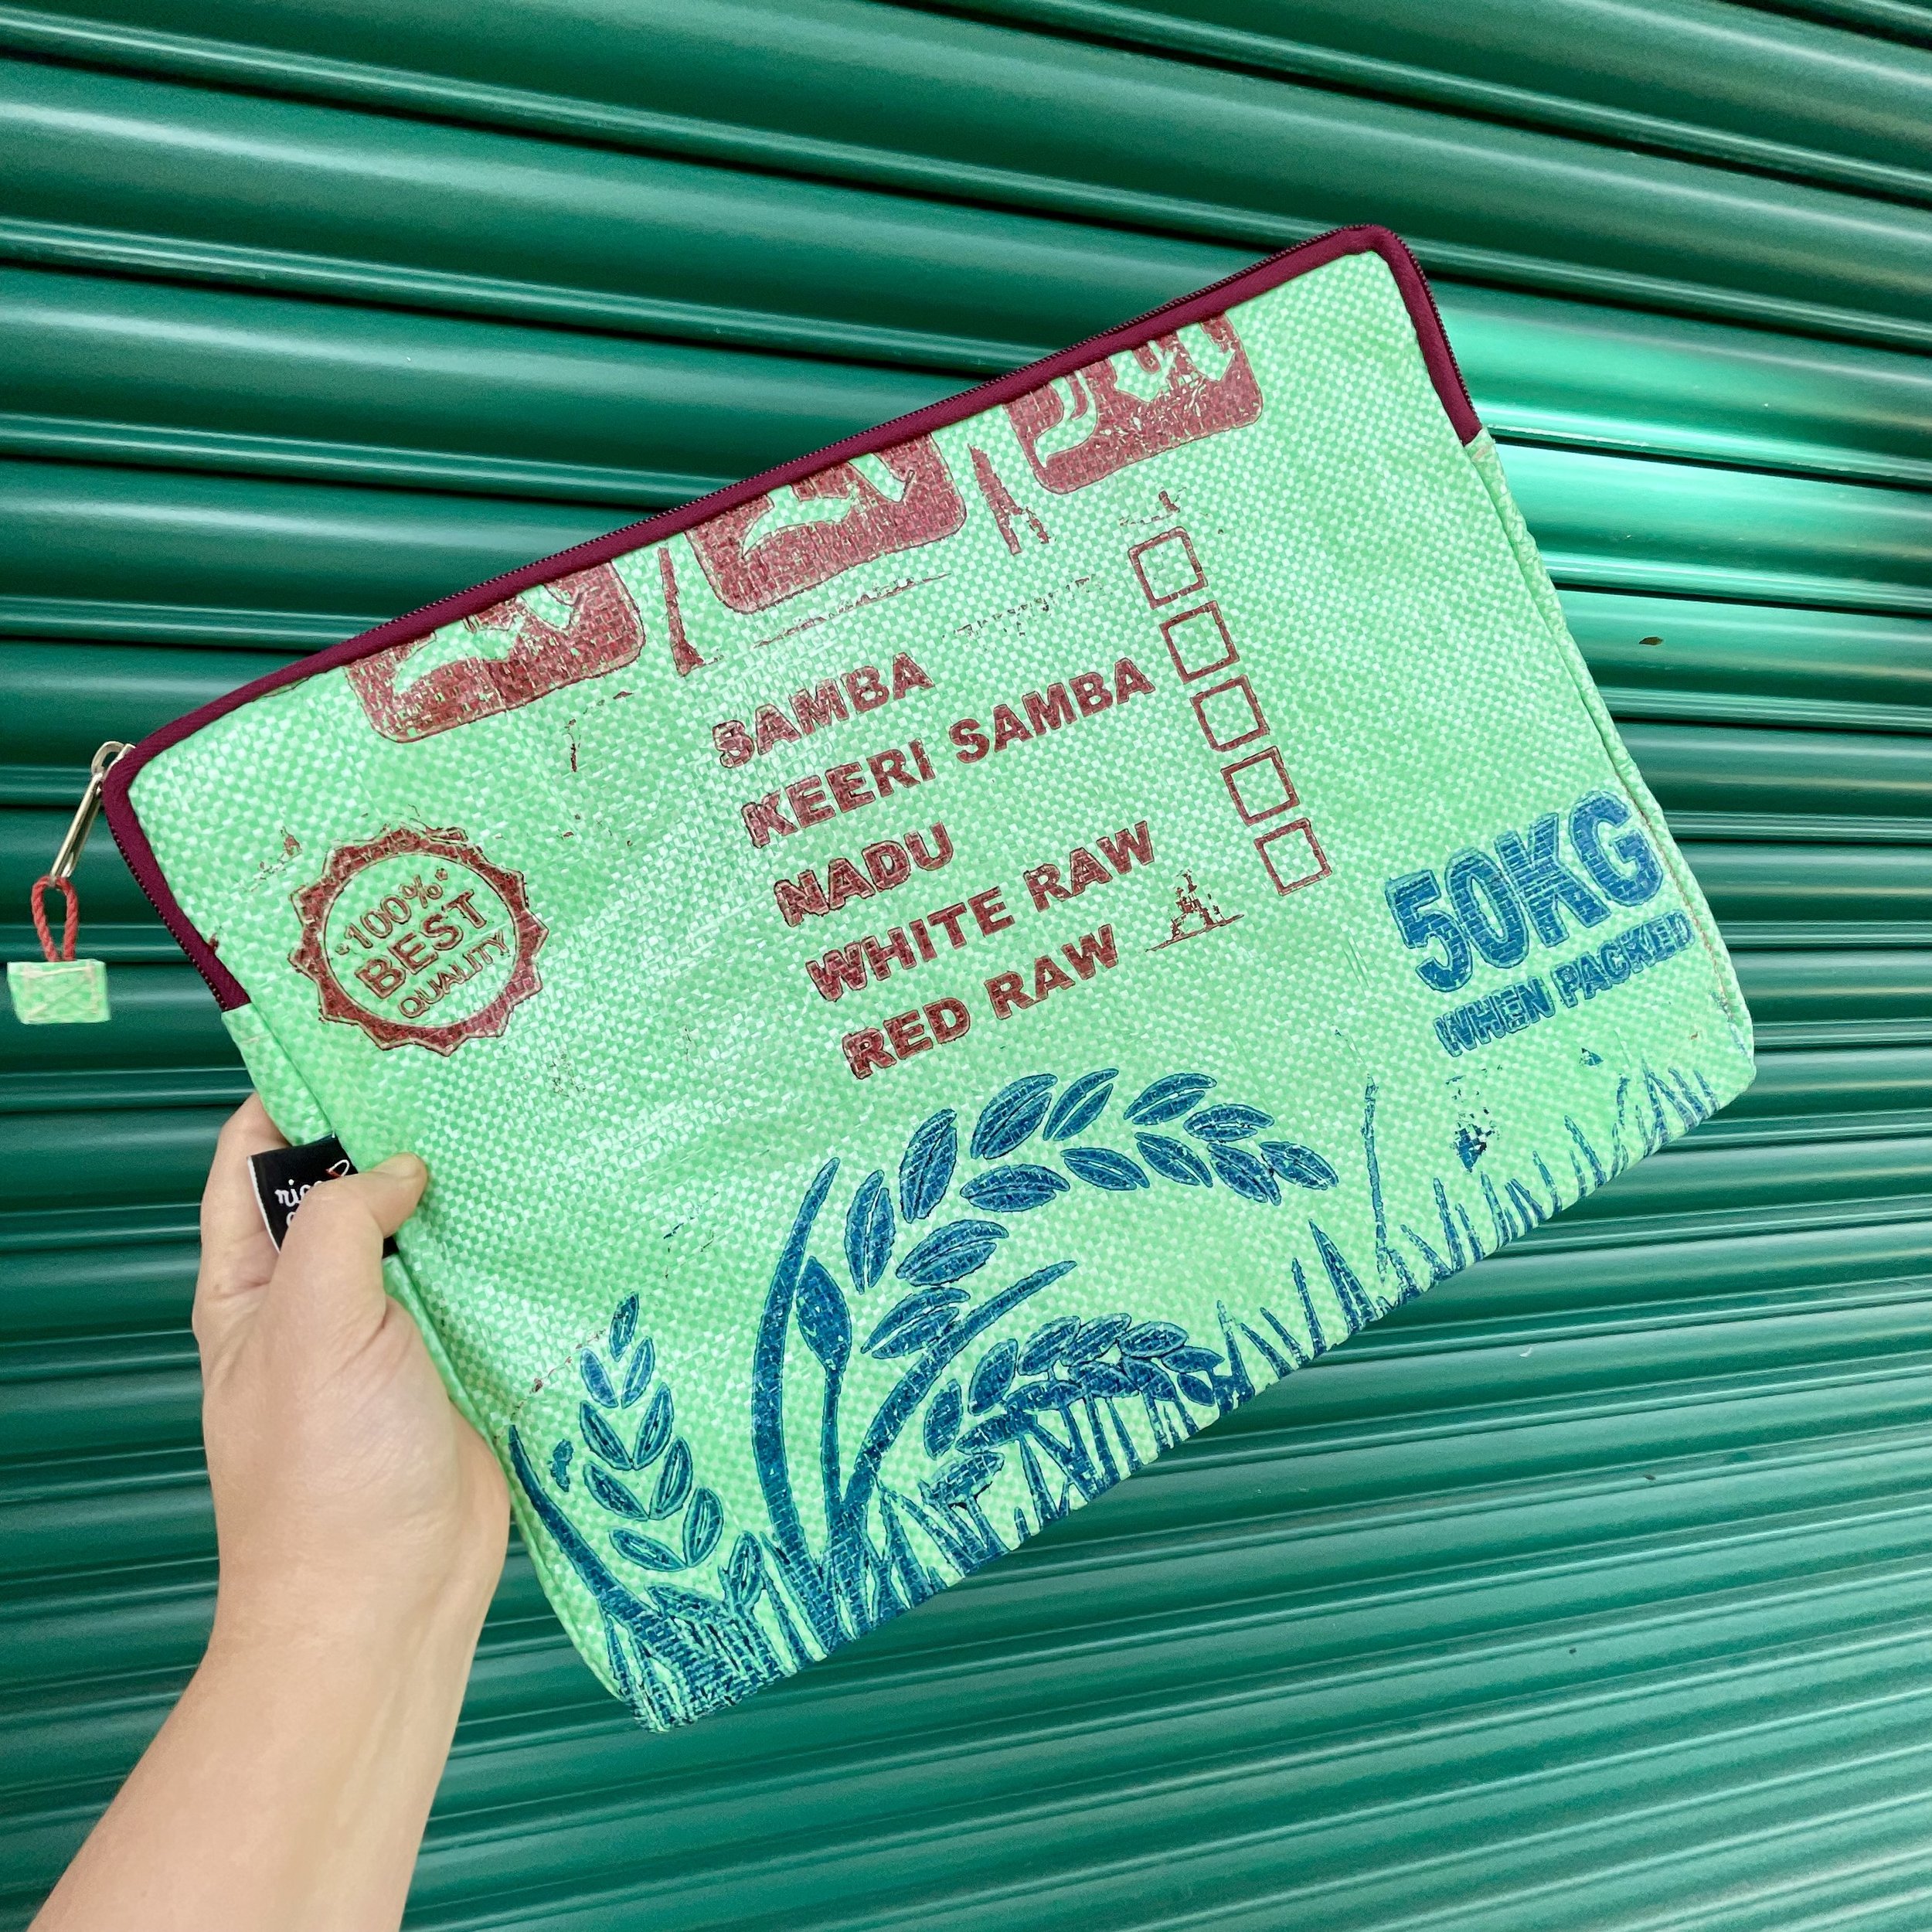 100%
BEST
QUALITY
SAMBA
KEERI SAMBA
NADU
WHITE RAW
RED RAW
50KG
WHEN PACKED